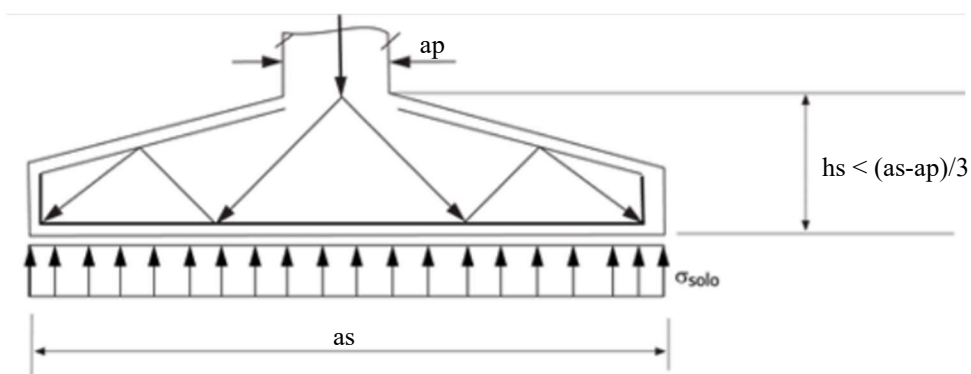 ap
hs < (as-ap)/3
σsolo
as